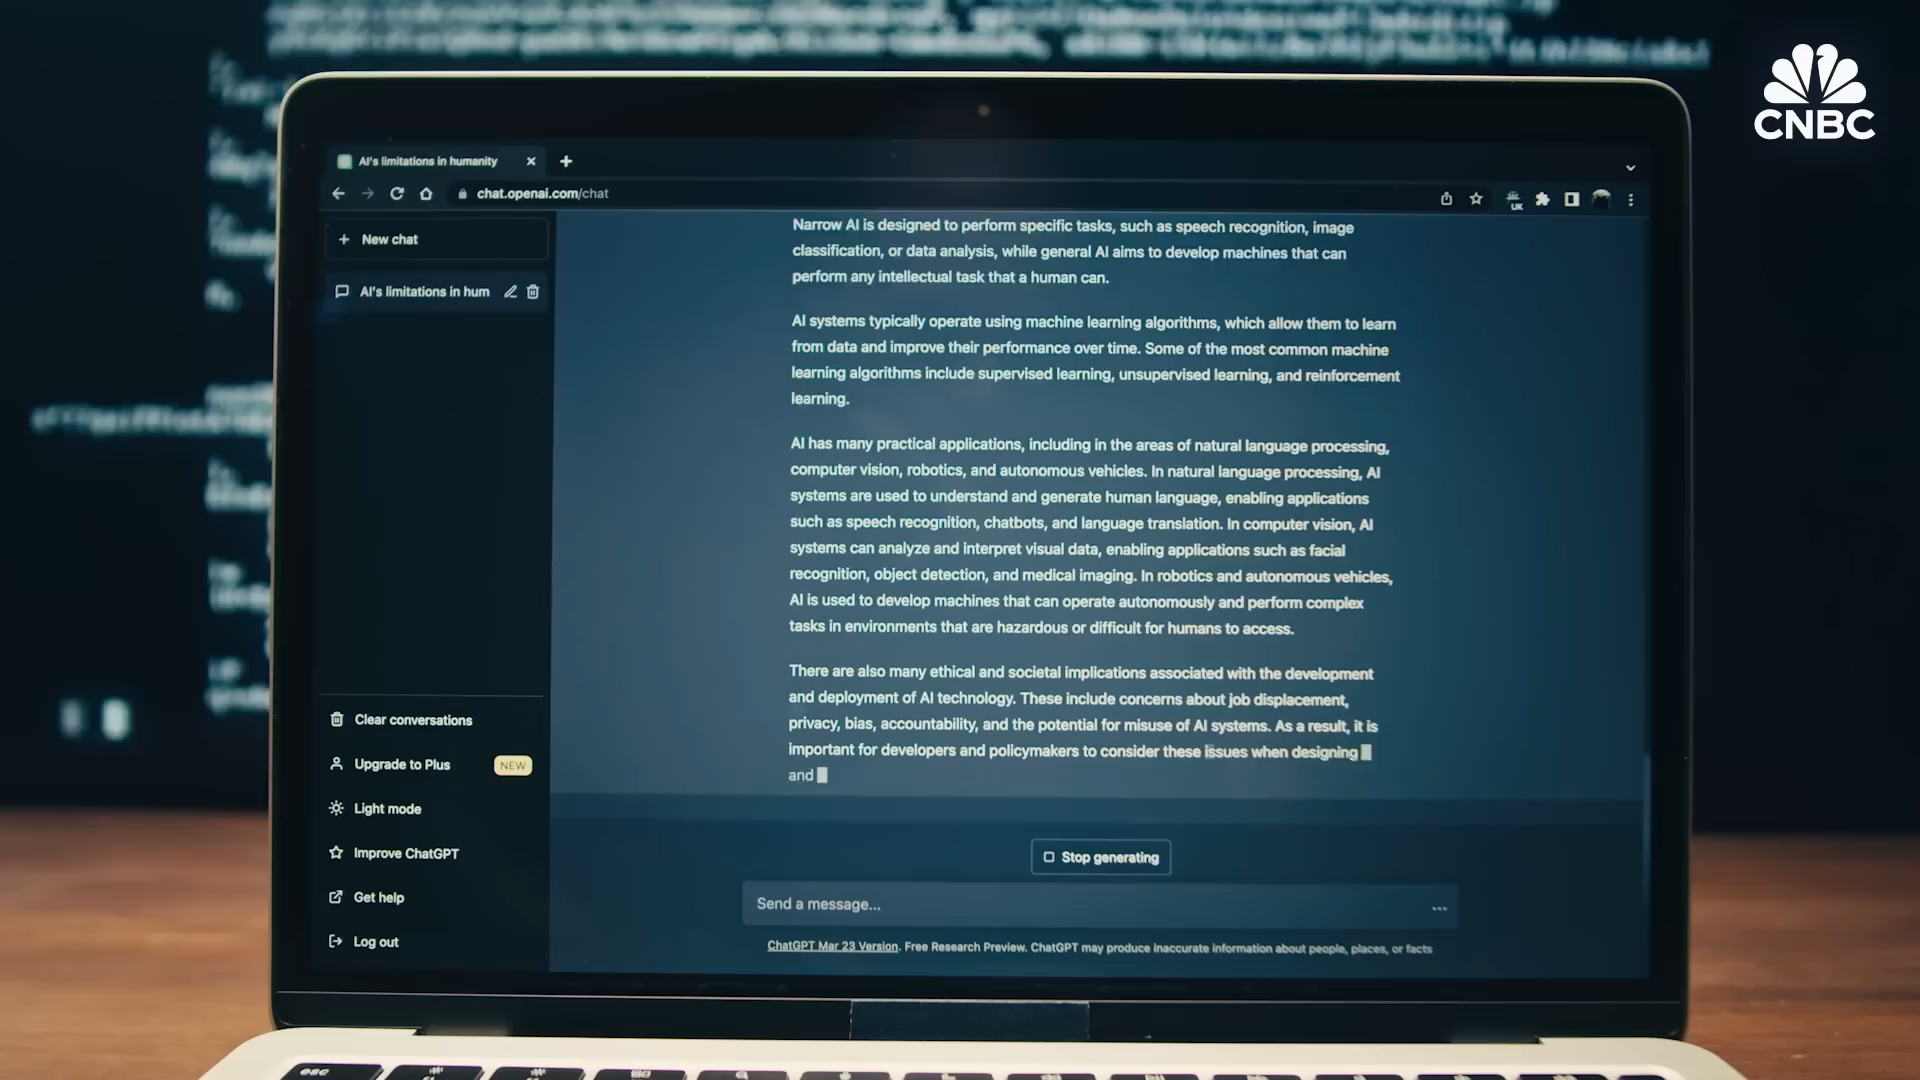 CNBC
AI's limitations in humanity
chat.openai.com/chat
UK
New chat
AI's limitations in hum
Narrow AI is designed to perform specific tasks, such as speech recognition, image
classification, or data analysis, while general AI aims to develop machines that can
perform any intellectual task that a human can.
AI systems typically operate using machine learning algorithms, which allow them to learn
from data and improve their performance over time. Some of the most common machine
learning algorithms include supervised learning, unsupervised learning, and reinforcement
learning.
AI has many practical applications, including in the areas of natural language processing,
computer vision, robotics, and autonomous vehicles. In natural language processing, AI
systems are used to understand and generate human language, enabling applications
such as speech recognition, chatbots, and language translation. In computer vision, AI
systems can analyze and interpret visual data, enabling applications such as facial
recognition, object detection, and medical imaging. In robotics and autonomous vehicles,
AI is used to develop machines that can operate autonomously and perform complex
tasks in environments that are hazardous or difficult for humans to access.
There are also many ethical and societal implications associated with the development
and deployment of AI technology. These include concerns about job displacement,
privacy, bias, accountability, and the potential for misuse of AI systems. As a result, it is
important for developers and policymakers to consider these issues when designing
and
Clear conversations
Upgrade to Plus NEW
Light mode
Improve ChatGPT
Get help
Log out
Stop generating
Send a message...
ChatGPT Mar 23 Version. Free Research Preview. ChatGPT may produce inaccurate information about people, places, or facts
esc